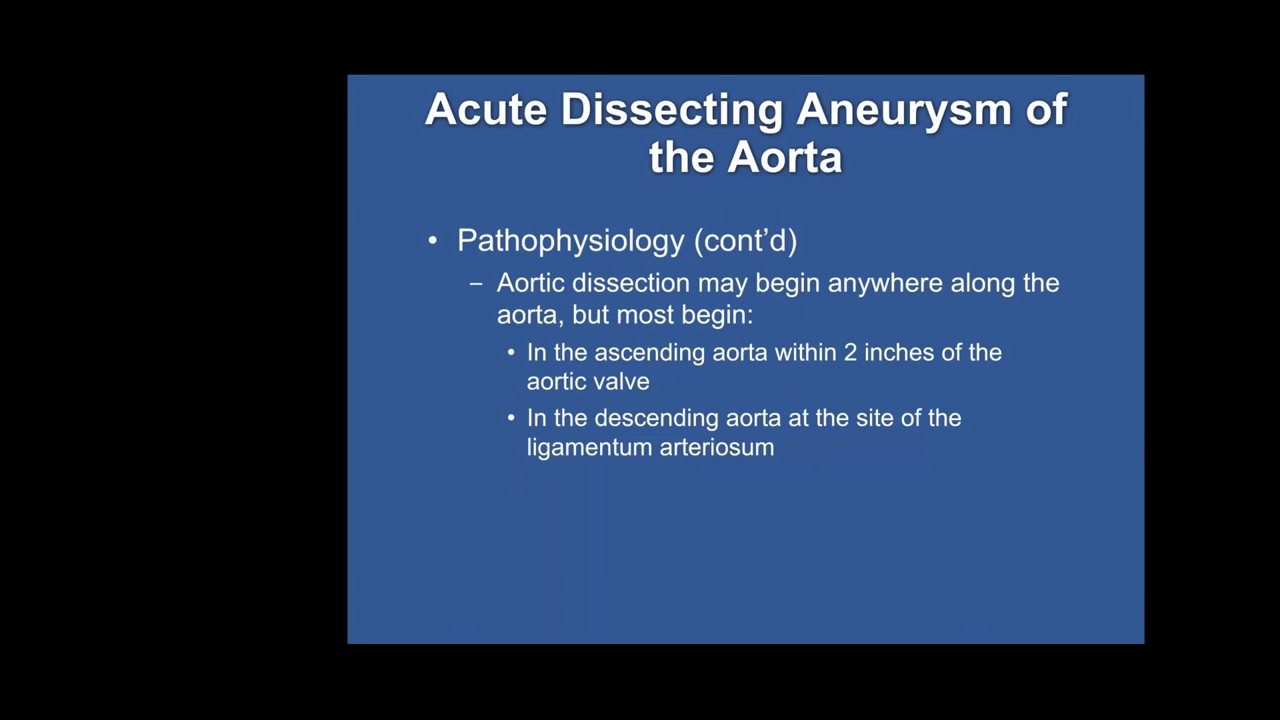 Acute Dissecting Aneurysm of
the Aorta
• Pathophysiology (cont’d)
– Aortic dissection may begin anywhere along the
aorta, but most begin:
• In the ascending aorta within 2 inches of the
aortic valve
• In the descending aorta at the site of the
ligamentum arteriosum